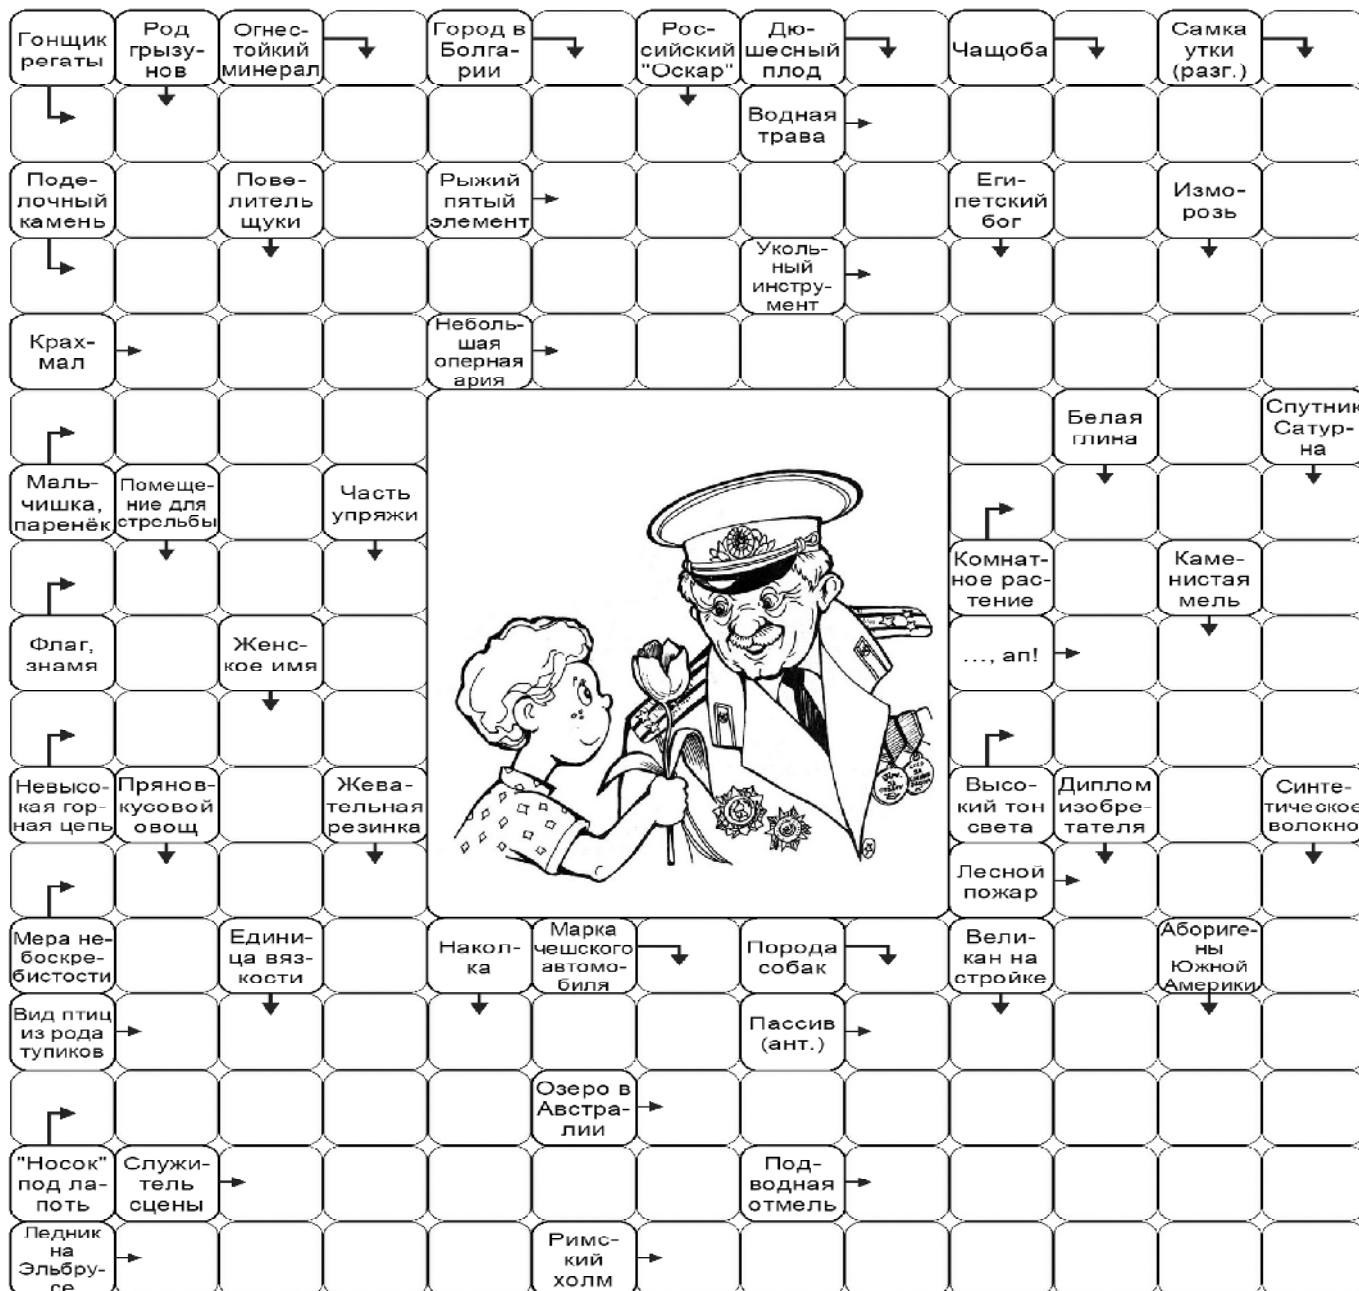 Гонщик
регаты
Род
грызу-
нов
Огнес-
тойкий
минерал
Город в
Болга-
рии
Рос-
сийский
"Оскар"
Дю-
шесный
плод
Чащоба
Самка
утки
(разг.)
Водная
трава
Поде-
лочный
камень
Пове-
литель
щуки
Рыжий
пятый
элемент
Еги-
петский
бог
Измо-
розь
Уколь-
ный
инстру-
мент
Крах-
мал
Неболь-
шая
оперная
ария
Белая
глина
Спутник
Сатур-
на
Маль-
чишка,
паренёк
Помеще-
ние для
стрельбы
Часть
упряжи
Комнат-
ное рас-
тение
Каме-
нистая
мель
Флаг,
знамя
Женс-
кое имя
..., ап!
Невысо-
кая гор-
ная цепь
Прянов-
кусовой
овощ
Жева-
тельная
резинка
Высо-
кий тон
света
Диплом
изобре-
тателя
Синте-
тическое
волокно
Лесной
пожар
Мера не-
боскре-
бистости
Едини-
ца вяз-
кости
Накол-
ка
Марка
чешского
автомо-
биля
Порода
собак
Вели-
кан на
стройке
Абориге-
ны
Южной
Америки
Вид птиц
из рода
тупиков
Пассив
(ант.)
Озеро в
Австра-
лии
"Носок"
под ла-
поть
Служи-
тель
сцены
Под-
водная
отмель
Ледник
на
Эльбру-
се
Римс-
кий
холм